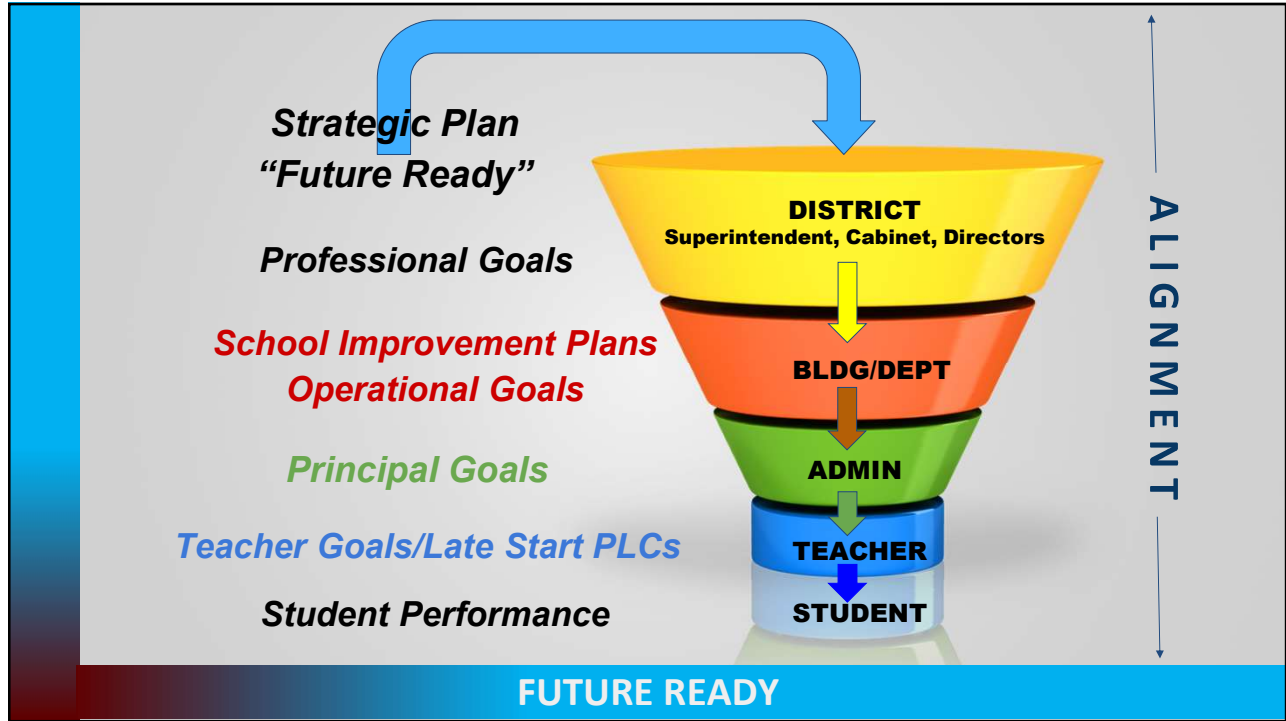 Strategic Plan
“Future Ready”
Professional Goals
School Improvement Plans
Operational Goals
Principal Goals
Teacher Goals/Late Start PLCs
Student Performance
DISTRICT
Superintendent, Cabinet, Directors
BLDG/DEPT
ADMIN
TEACHER
STUDENT
ALIGNMENT
FUTURE READY